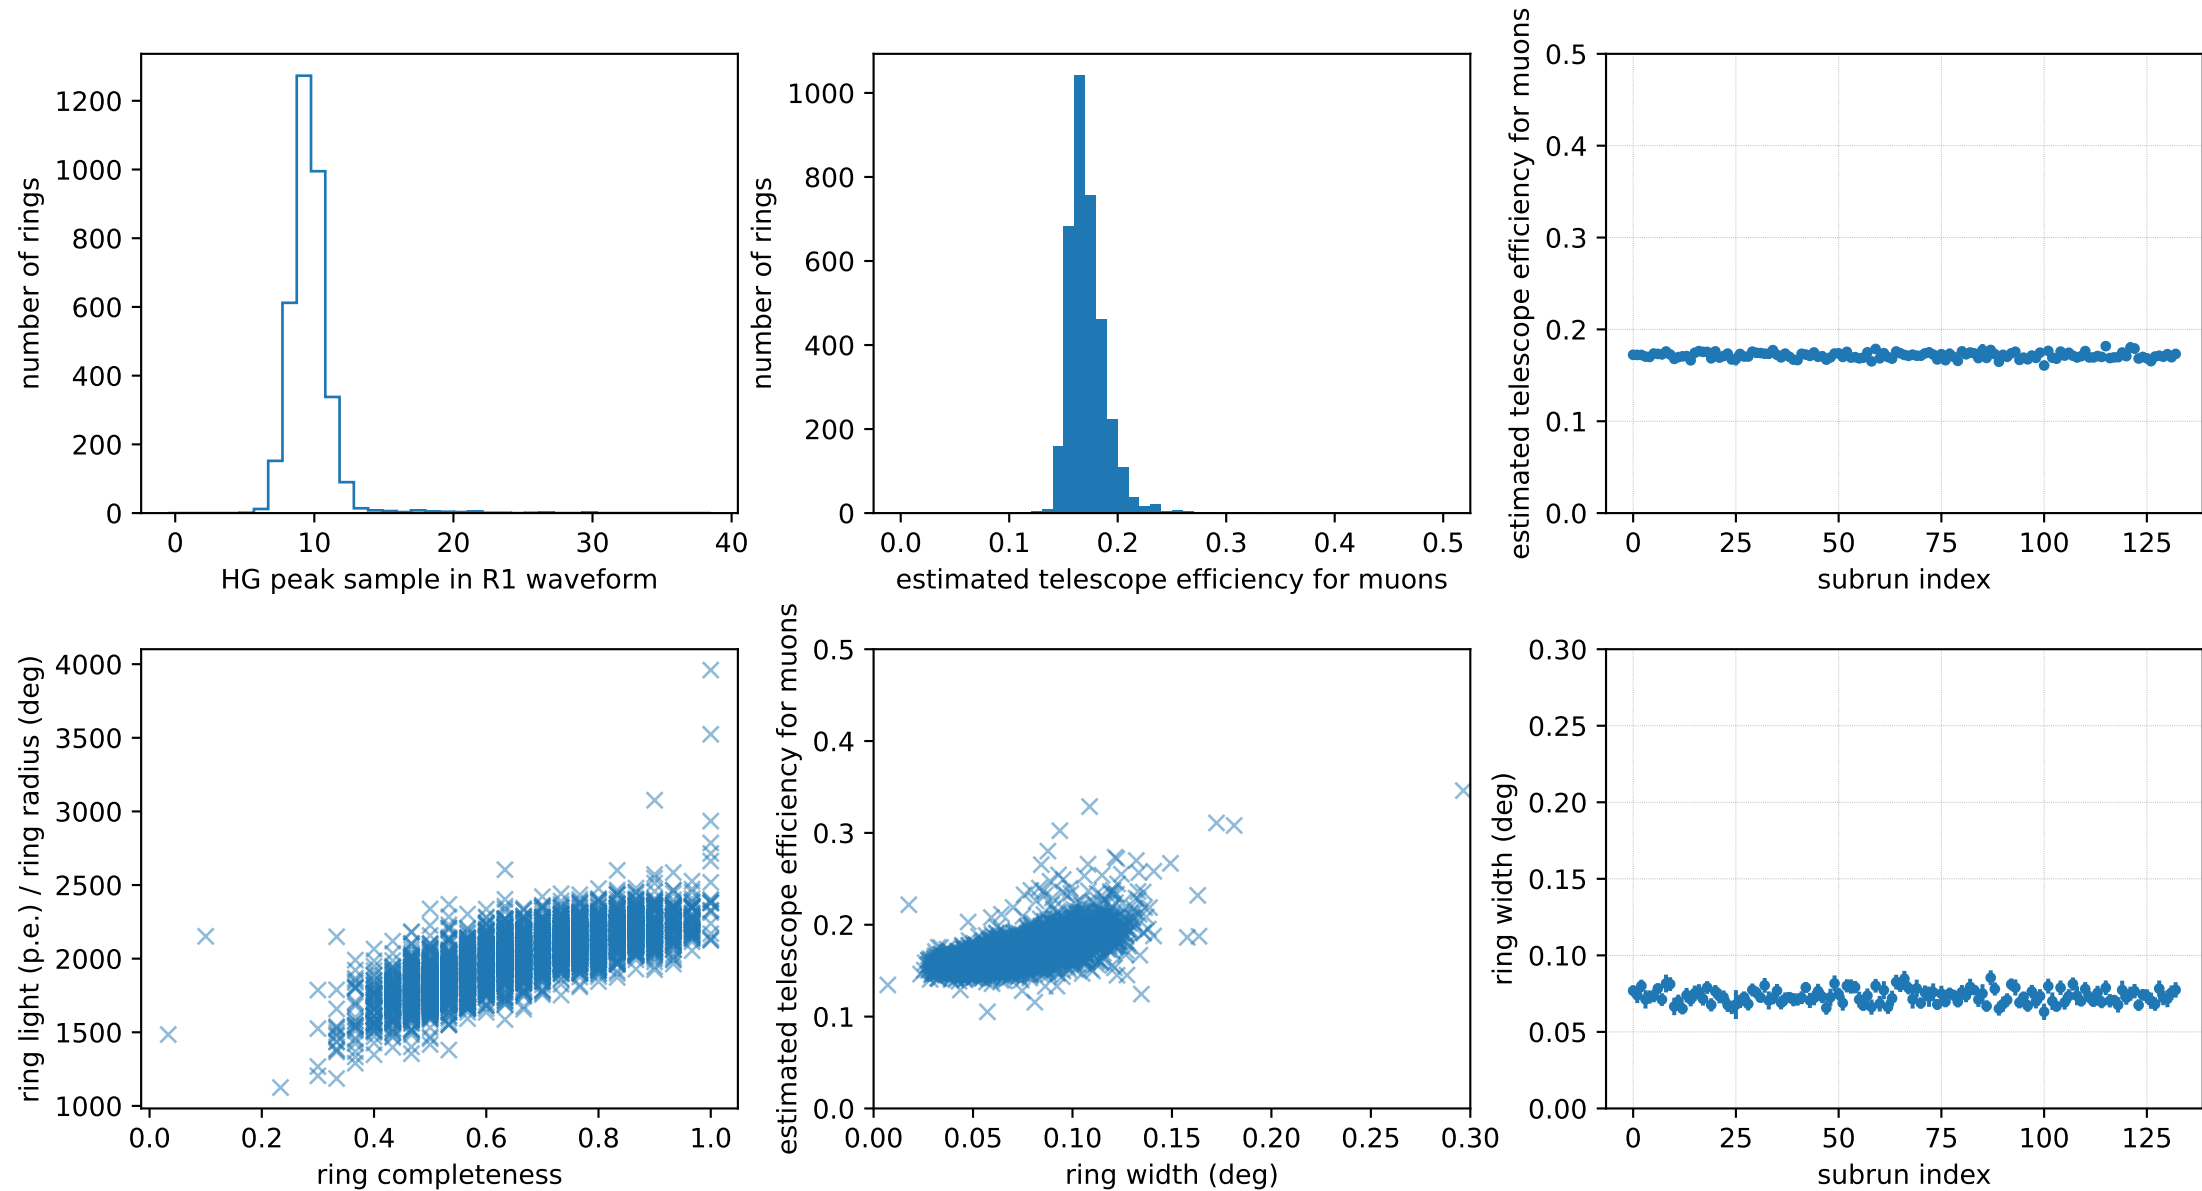 number of rings
1200
1000
800
600
400
200
0
0 10 20 30 40
HG peak sample in R1 waveform
number of rings
1000
800
600
400
200
0
0.0 0.1 0.2 0.3 0.4 0.5
estimated telescope efficiency for muons
estimated telescope efficiency for muons
0.5
0.4
0.3
0.2
0.1
0.0
0 25 50 75 100 125
subrun index
ring light (p.e.) / ring radius (deg)
4000
3500
3000
2500
2000
1500
1000
0.0 0.2 0.4 0.6 0.8 1.0
ring completeness
estimated telescope efficiency for muons
0.5
0.4
0.3
0.2
0.1
0.0
0.00 0.05 0.10 0.15 0.20 0.25 0.30
ring width (deg)
ring width (deg)
0.30
0.25
0.20
0.15
0.10
0.05
0.00
0 25 50 75 100 125
subrun index